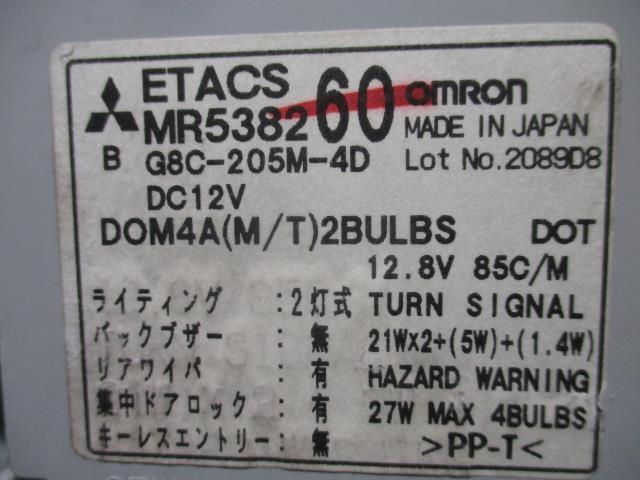 ETACS
MR538260 omron
MADE IN JAPAN
B G8C-205M-4D Lot No.2089D8
DC12V
DOM4A(M/T)2BULBS DOT
12.8V 85C/M
ライティング :2灯式 TURN SIGNAL
バックブザー :無 21W×2+(5W)+(1.4W)
リアワイパ :有 HAZARD WARNING
集中ドアロック :有 27W MAX 4BULBS
キーレスエントリー:無 >PP-T<